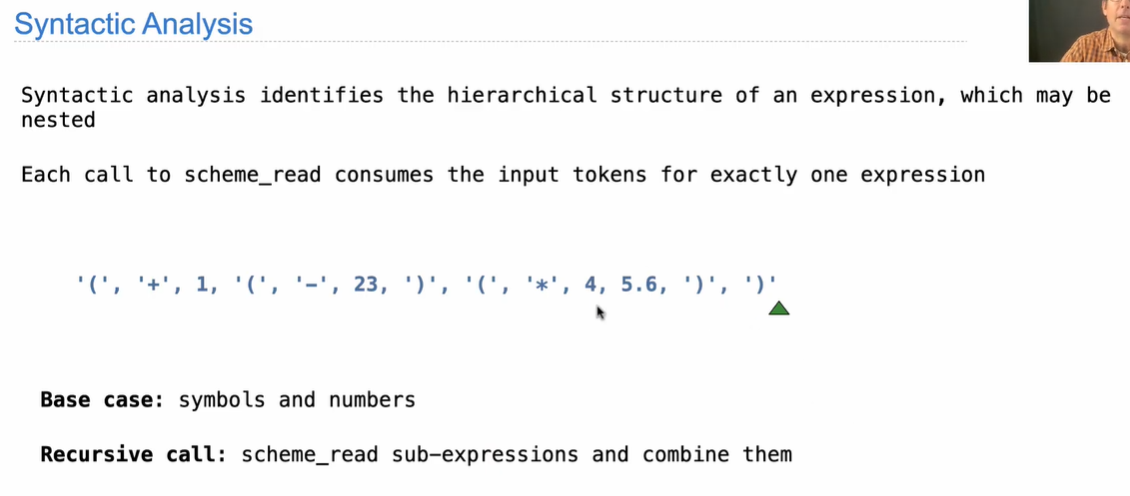 Syntactic Analysis
Syntactic analysis identifies the hierarchical structure of an expression, which may be
nested
Each call to scheme_read consumes the input tokens for exactly one expression
'(', '+', 1, '(', '-', 23, ')', '(', '*', 4, 5.6, ')', ')'
Base case: symbols and numbers
Recursive call: scheme_read sub-expressions and combine them